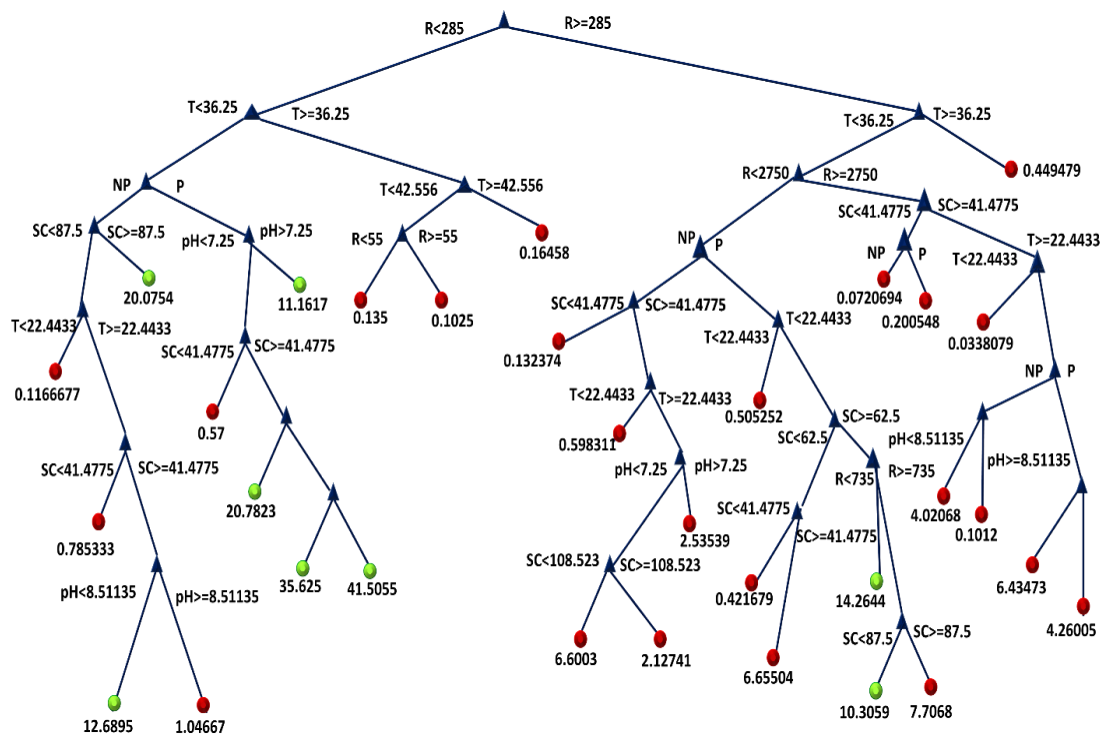 R<285
R>=285
T<36.25
T>=36.25
T<36.25
T>=36.25
0.449479
NP
P
T<42.556
T>=42.556
R<2750
R>=2750
SC<41.4775
SC>=41.4775
SC<87.5
SC>=87.5
pH<7.25
pH>7.25
R<55
R>=55
0.16458
NP
P
NP
P
T<22.4433
T>=22.4433
20.0754
11.1617
0.135
0.1025
SC<41.4775
SC>=41.4775
0.0720694
0.200548
T<22.4433
T>=22.4433
SC<41.4775
SC>=41.4775
T<22.4433
T<22.4433
0.132374
0.0338079
0.1166677
0.57
T<22.4433
T>=22.4433
0.505252
NP
P
SC<41.4775
SC>=41.4775
20.7823
0.598311
SC<62.5
SC>=62.5
pH<8.51135
pH>=8.51135
pH<7.25
pH>7.25
R<735
R>=735
0.785333
35.625
41.5055
2.53539
SC<41.4775
SC>=41.4775
4.02068
0.1012
pH<8.51135
pH>=8.51135
SC<108.523
SC>=108.523
0.421679
14.2644
6.43473
4.26005
6.6003
2.12741
6.65504
SC<87.5
SC>=87.5
12.6895
1.04667
10.3059
7.7068